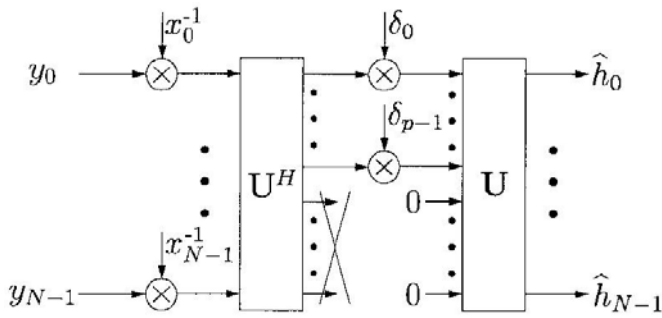 x_0^{-1}
δ_0
y_0
ĥ_0
δ_{p-1}
U^H
U
0
x_{N-1}^{-1}
y_{N-1}
0
ĥ_{N-1}